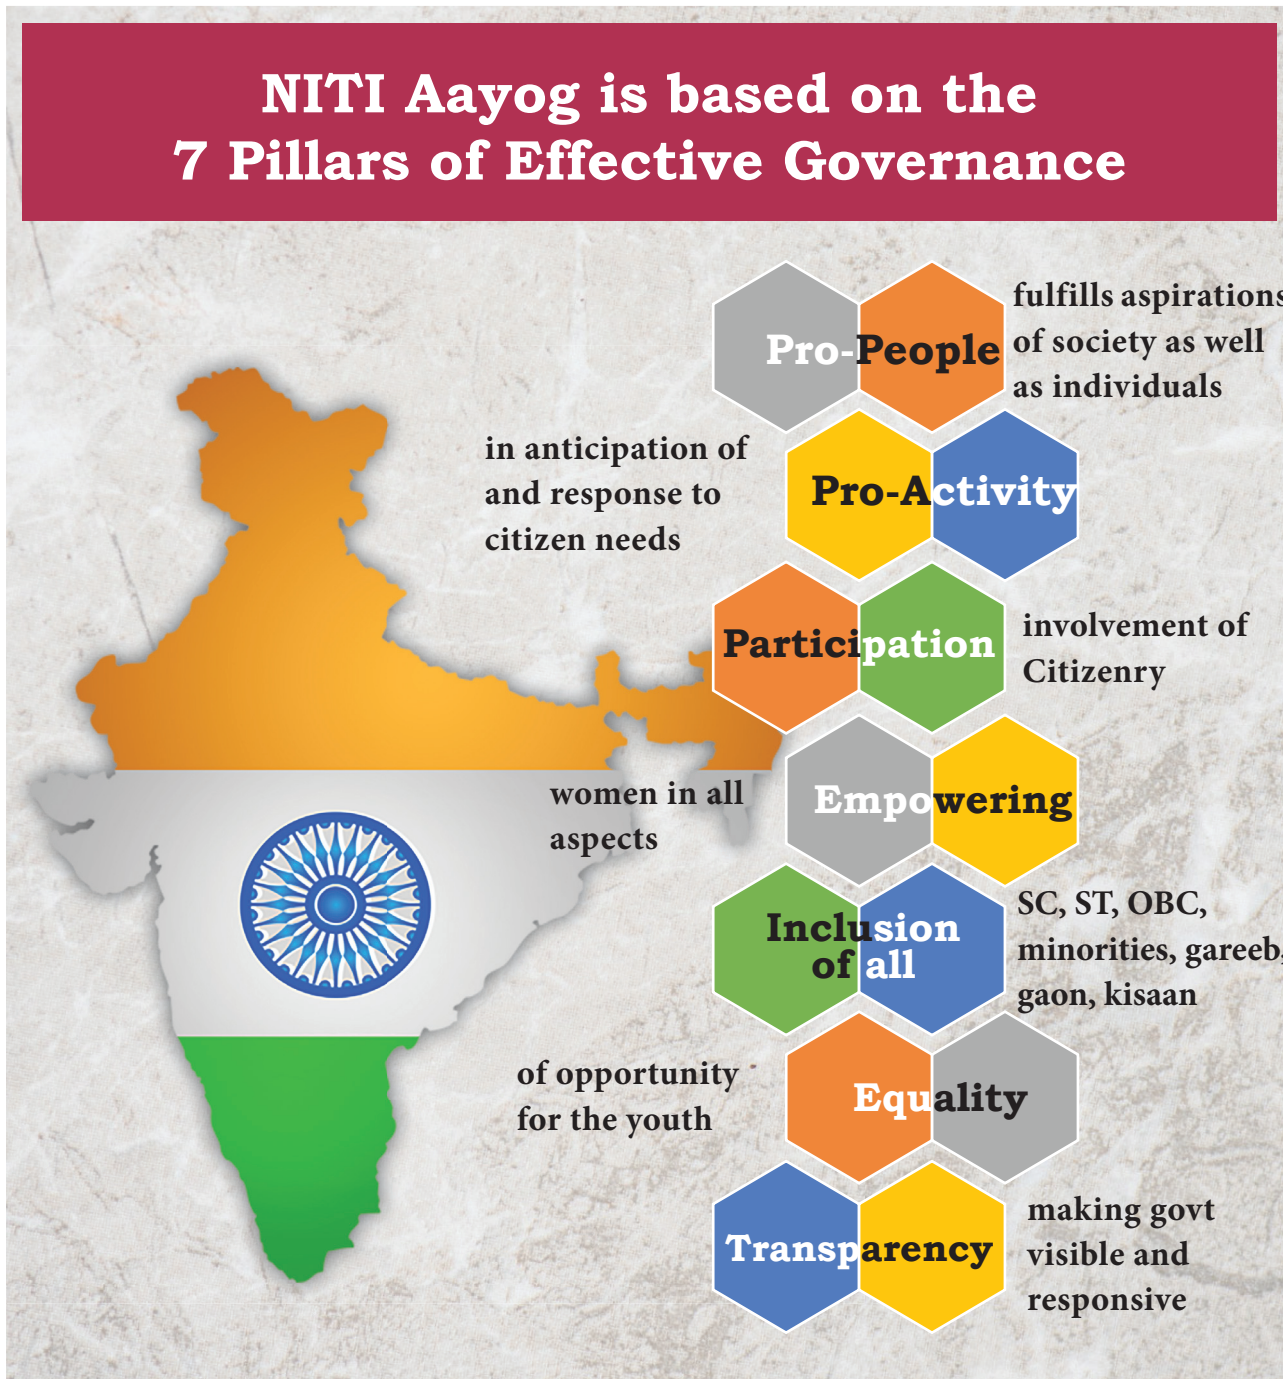 NITI Aayog is based on the
7 Pillars of Effective Governance
Pro-People
fulfills aspirations
of society as well
as individuals
in anticipation of
and response to
citizen needs
Pro-Activity
Participation
involvement of
Citizenry
women in all
aspects
Empowering
Inclusion
of all
SC, ST, OBC,
minorities, gareeb,
gaon, kisaan
of opportunity
for the youth
Equality
Transparency
making govt
visible and
responsive